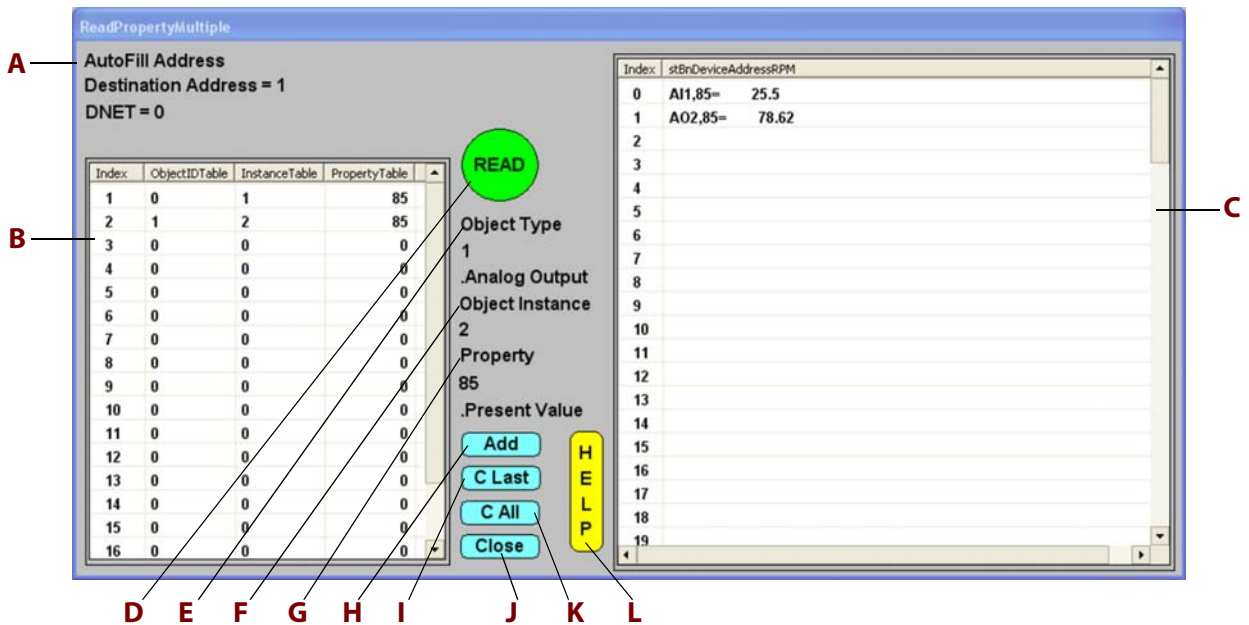 ReadPropertyMultiple
A
AutoFill Address
Destination Address = 1
DNET = 0
B
Index ObjectIDTable InstanceTable PropertyTable
1 0 1 85
2 1 2 85
3 0 0 0
4 0 0 0
5 0 0 0
6 0 0 0
7 0 0 0
8 0 0 0
9 0 0 0
10 0 0 0
11 0 0 0
12 0 0 0
13 0 0 0
14 0 0 0
15 0 0 0
16 0 0 0
READ
Object Type
1
.Analog Output
Object Instance
2
Property
85
.Present Value
Add
C Last
C All
Close
HELP
Index stBnDeviceAddressRPM
0 AI1,85= 25.5
1 AO2,85= 78.62
2
3
4
5
6
7
8
9
10
11
12
13
14
15
16
17
18
19
C
D E F G H I J K L